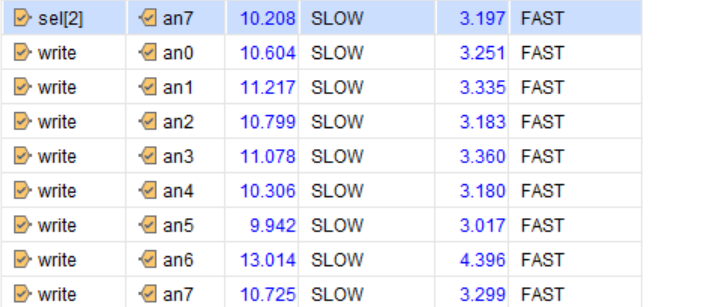 sel[2] an7 10.208 SLOW 3.197 FAST
write an0 10.604 SLOW 3.251 FAST
write an1 11.217 SLOW 3.335 FAST
write an2 10.799 SLOW 3.183 FAST
write an3 11.078 SLOW 3.360 FAST
write an4 10.306 SLOW 3.180 FAST
write an5 9.942 SLOW 3.017 FAST
write an6 13.014 SLOW 4.396 FAST
write an7 10.725 SLOW 3.299 FAST